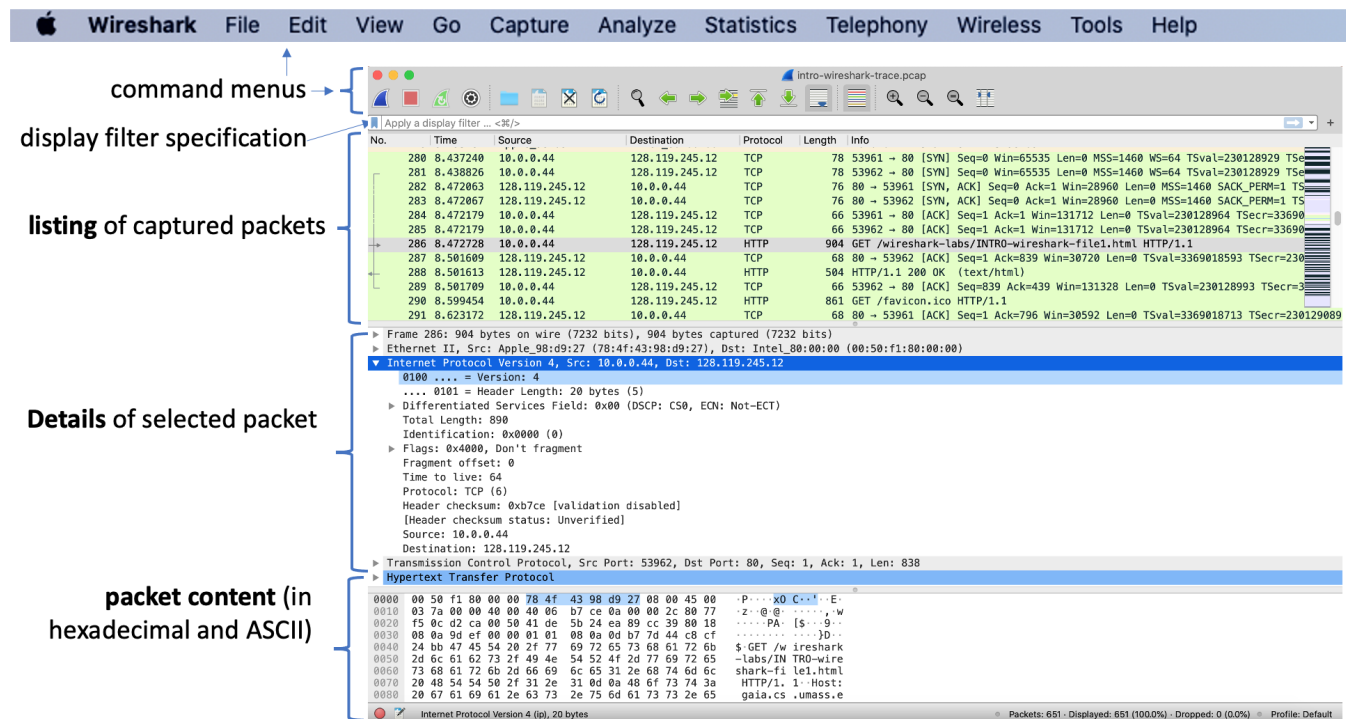 Wireshark File Edit View Go Capture Analyze Statistics Telephony Wireless Tools Help
command menus
intro-wireshark-trace.pcap
display filter specification
Apply a display filter ... <⌘/>
+
No. Time Source Destination Protocol Length Info
280 8.437240 10.0.0.44 128.119.245.12 TCP 78 53961 → 80 [SYN] Seq=0 Win=65535 Len=0 MSS=1460 WS=64 TSval=230128929 TSe
281 8.438826 10.0.0.44 128.119.245.12 TCP 78 53962 → 80 [SYN] Seq=0 Win=65535 Len=0 MSS=1460 WS=64 TSval=230128929 TSe
282 8.472063 128.119.245.12 10.0.0.44 TCP 76 80 → 53961 [SYN, ACK] Seq=0 Ack=1 Win=28960 Len=0 MSS=1460 SACK_PERM=1 TS
283 8.472067 128.119.245.12 10.0.0.44 TCP 76 80 → 53962 [SYN, ACK] Seq=0 Ack=1 Win=28960 Len=0 MSS=1460 SACK_PERM=1 TS
284 8.472179 10.0.0.44 128.119.245.12 TCP 66 53961 → 80 [ACK] Seq=1 Ack=1 Win=131712 Len=0 TSval=230128964 TSecr=33690
285 8.472179 10.0.0.44 128.119.245.12 TCP 66 53962 → 80 [ACK] Seq=1 Ack=1 Win=131712 Len=0 TSval=230128964 TSecr=33690
286 8.472728 10.0.0.44 128.119.245.12 HTTP 904 GET /wireshark-labs/INTRO-wireshark-file1.html HTTP/1.1
287 8.501609 128.119.245.12 10.0.0.44 TCP 68 80 → 53962 [ACK] Seq=1 Ack=839 Win=30720 Len=0 TSval=3369018593 TSecr=230
288 8.501613 128.119.245.12 10.0.0.44 HTTP 504 HTTP/1.1 200 OK (text/html)
289 8.501709 10.0.0.44 128.119.245.12 TCP 66 53962 → 80 [ACK] Seq=839 Ack=439 Win=131328 Len=0 TSval=230128993 TSecr=3
290 8.599454 10.0.0.44 128.119.245.12 HTTP 861 GET /favicon.ico HTTP/1.1
291 8.623172 128.119.245.12 10.0.0.44 TCP 68 80 → 53961 [ACK] Seq=1 Ack=796 Win=30592 Len=0 TSval=3369018713 TSecr=230129089
listing of captured packets
Frame 286: 904 bytes on wire (7232 bits), 904 bytes captured (7232 bits)
Ethernet II, Src: Apple_98:d9:27 (78:4f:43:98:d9:27), Dst: Intel_80:00:00 (00:50:f1:80:00:00)
Internet Protocol Version 4, Src: 10.0.0.44, Dst: 128.119.245.12
0100 .... = Version: 4
.... 0101 = Header Length: 20 bytes (5)
Differentiated Services Field: 0x00 (DSCP: CS0, ECN: Not-ECT)
Total Length: 890
Identification: 0x0000 (0)
Flags: 0x4000, Don't fragment
Fragment offset: 0
Time to live: 64
Protocol: TCP (6)
Header checksum: 0xb7ce [validation disabled]
[Header checksum status: Unverified]
Source: 10.0.0.44
Destination: 128.119.245.12
Transmission Control Protocol, Src Port: 53962, Dst Port: 80, Seq: 1, Ack: 1, Len: 838
Hypertext Transfer Protocol
Details of selected packet
packet content (in
hexadecimal and ASCII)
0000 00 50 f1 80 00 00 78 4f 43 98 d9 27 08 00 45 00 ·P····xO C··'··E·
0010 03 7a 00 00 40 00 40 06 b7 ce 0a 00 00 2c 80 77 ·z··@·@· ·····,·w
0020 f5 0c d2 ca 00 50 41 de 5b 24 ea 89 cc 39 80 18 ·····PA· [$···9··
0030 08 0a 9d ef 00 00 01 01 08 0a 0d b7 7d 44 c8 cf ········ ····}D··
0040 24 bb 47 45 54 20 2f 77 69 72 65 73 68 61 72 6b $·GET /w ireshark
0050 2d 6c 61 62 73 2f 49 4e 54 52 4f 2d 77 69 72 65 -labs/IN TRO-wire
0060 73 68 61 72 6b 2d 66 69 6c 65 31 2e 68 74 6d 6c shark-fi le1.html
0070 20 48 54 54 50 2f 31 2e 31 0d 0a 48 6f 73 74 3a HTTP/1. 1··Host:
0080 20 67 61 69 61 2e 63 73 2e 75 6d 61 73 73 2e 65 gaia.cs .umass.e
Internet Protocol Version 4 (ip), 20 bytes
Packets: 651 · Displayed: 651 (100.0%) · Dropped: 0 (0.0%)
Profile: Default